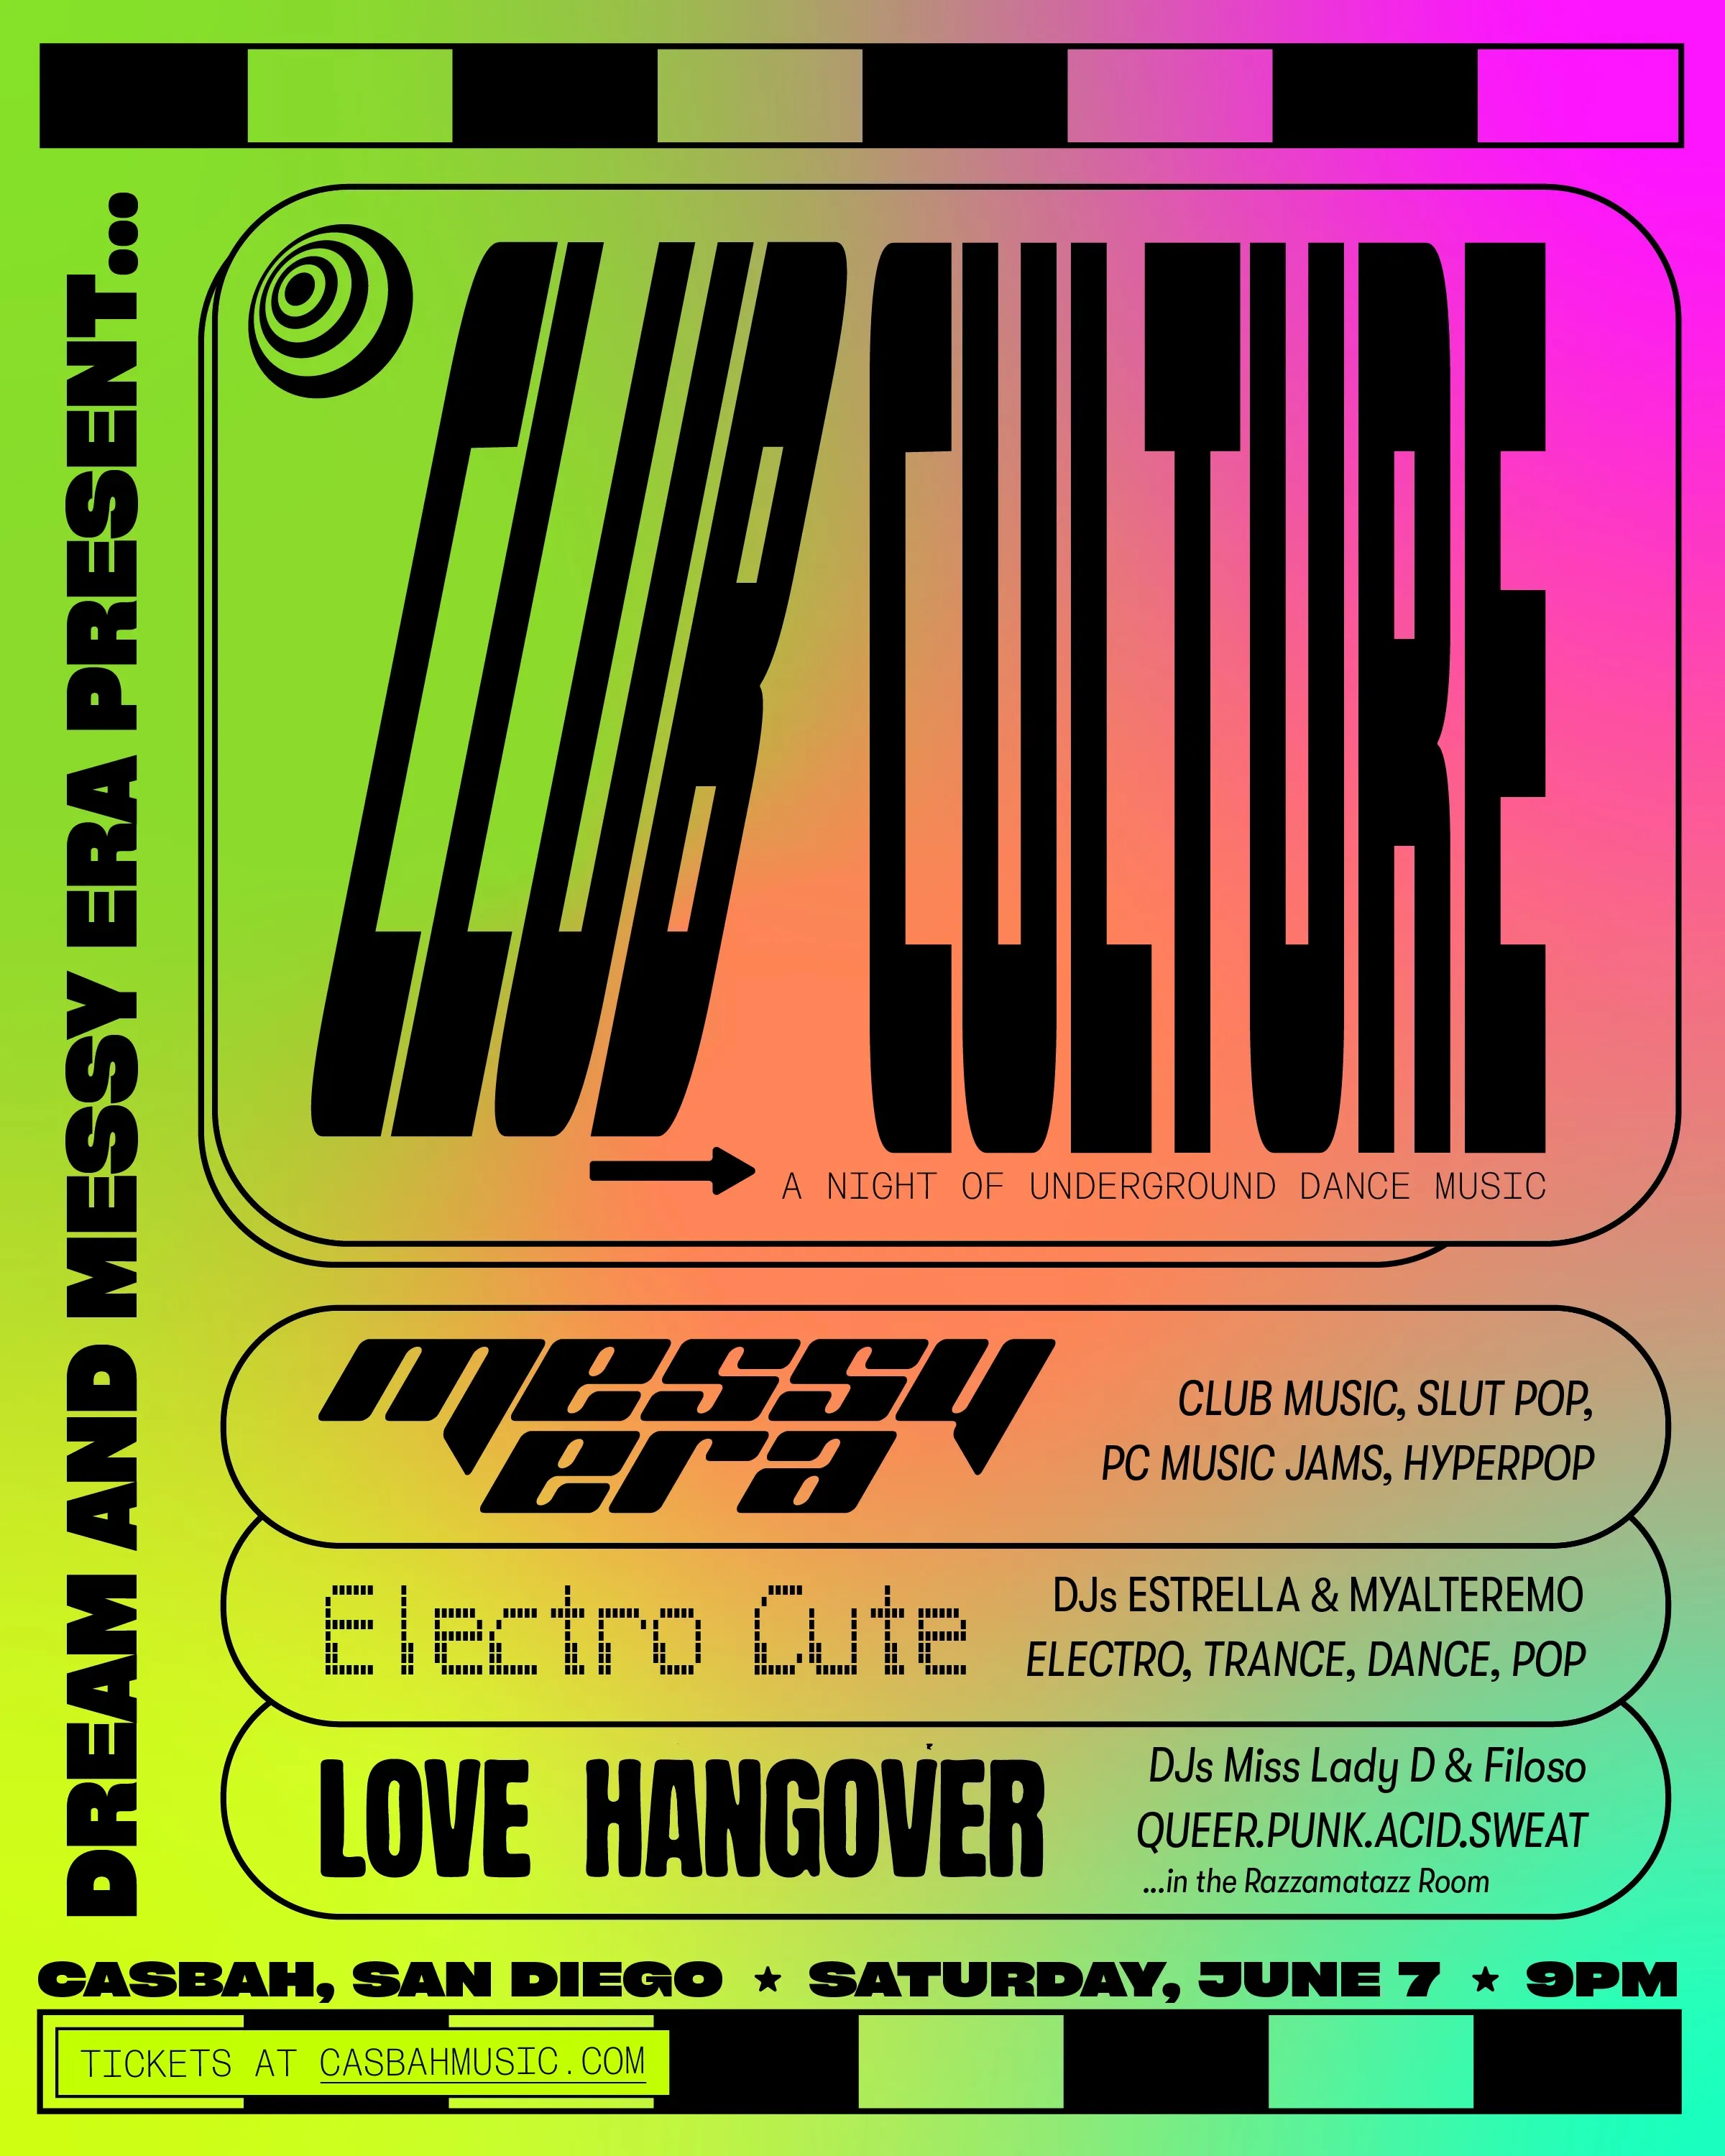 DREAM AND MESSY ERA PRESENT...
CLUB CULTURE
A NIGHT OF UNDERGROUND DANCE MUSIC
messy
era
CLUB MUSIC, SLUT POP,
PC MUSIC JAMS, HYPERPOP
Electro Cute
DJs ESTRELLA & MYALTEREMO
ELECTRO, TRANCE, DANCE, POP
LOVE HANGOVER
DJs Miss Lady D & Filoso
QUEER.PUNK.ACID.SWEAT
...in the Razzamatazz Room
CASBAH, SAN DIEGO ★ SATURDAY, JUNE 7 ★ 9PM
TICKETS AT CASBAHMUSIC.COM